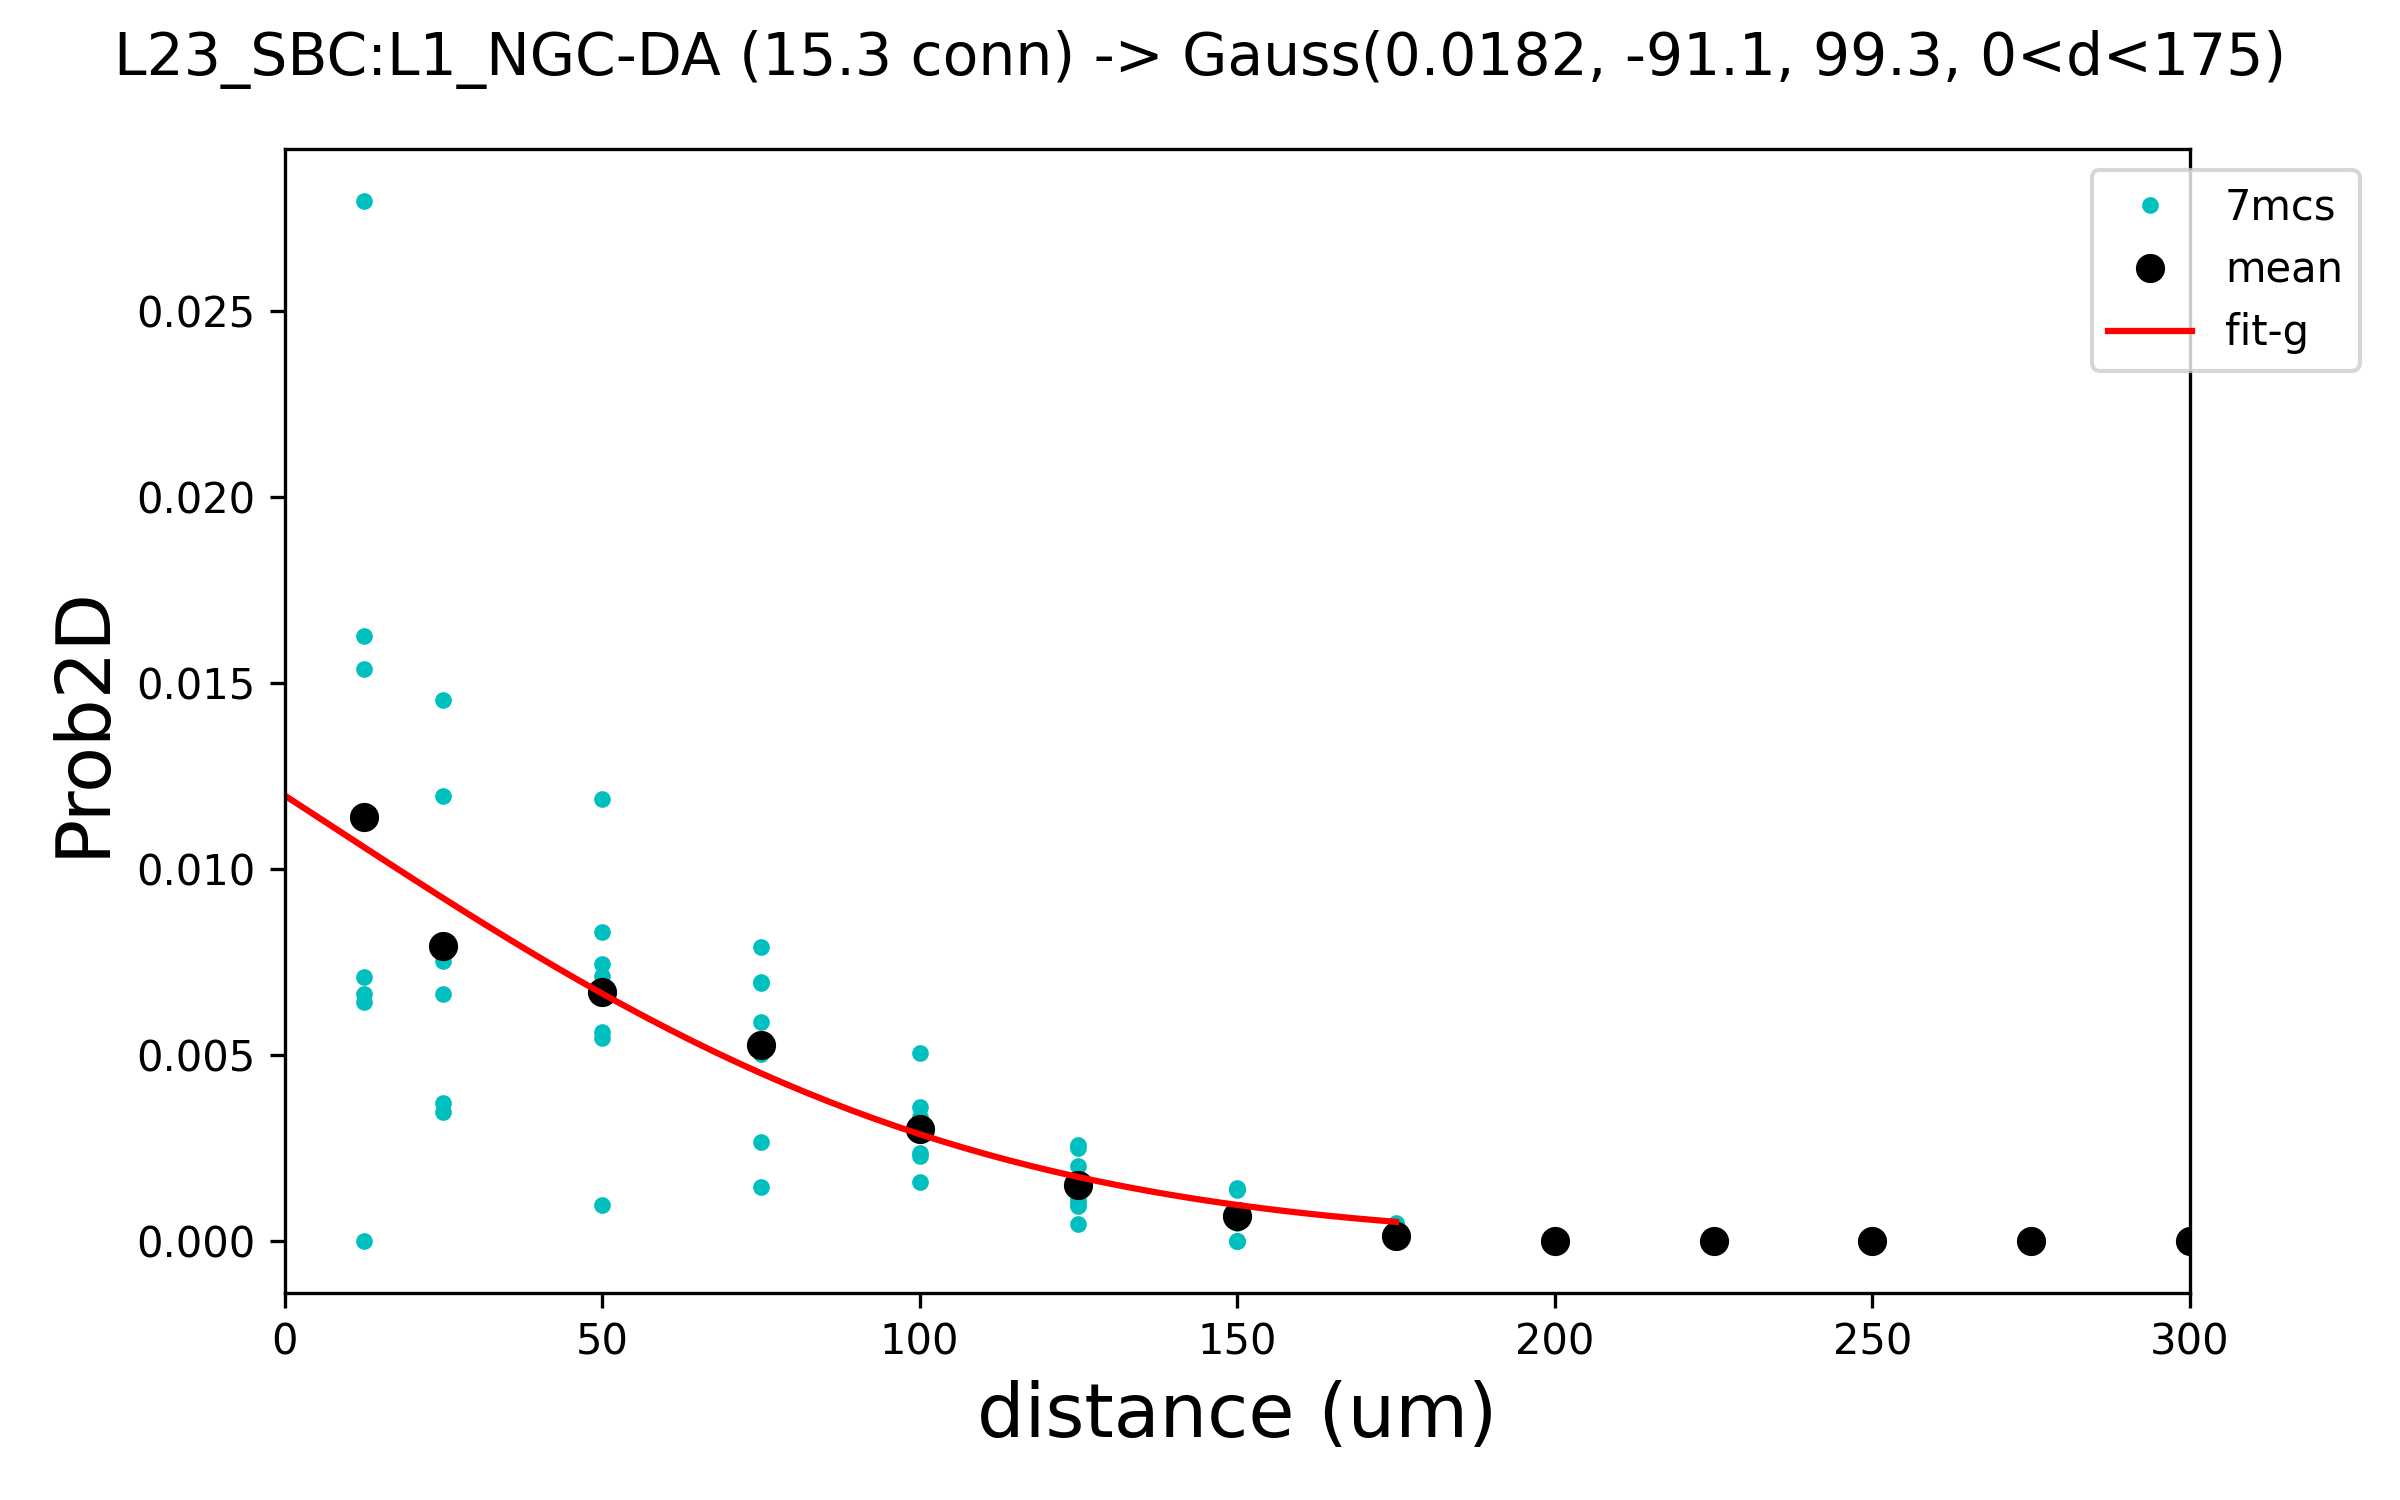 L23_SBC:L1_NGC-DA (15.3 conn) -> Gauss(0.0182, -91.1, 99.3, 0<d<175)
7mcs
mean
fit-g
0.025
0.020
0.015
0.010
0.005
0.000
Prob2D
0
50
100
150
200
250
300
distance (um)